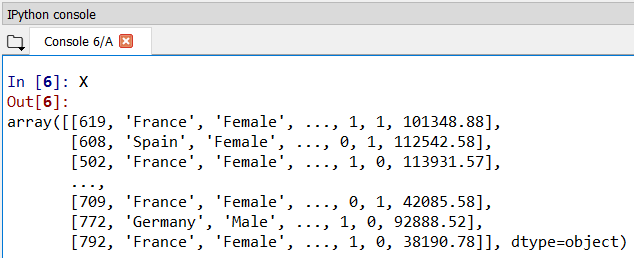 IPython console
Console 6/A
In [6]: X
Out[6]:
array([[619, 'France', 'Female', ..., 1, 1, 101348.88],
       [608, 'Spain', 'Female', ..., 0, 1, 112542.58],
       [502, 'France', 'Female', ..., 1, 0, 113931.57],
       ...,
       [709, 'France', 'Female', ..., 0, 1, 42085.58],
       [772, 'Germany', 'Male', ..., 1, 0, 92888.52],
       [792, 'France', 'Female', ..., 1, 0, 38190.78]], dtype=object)